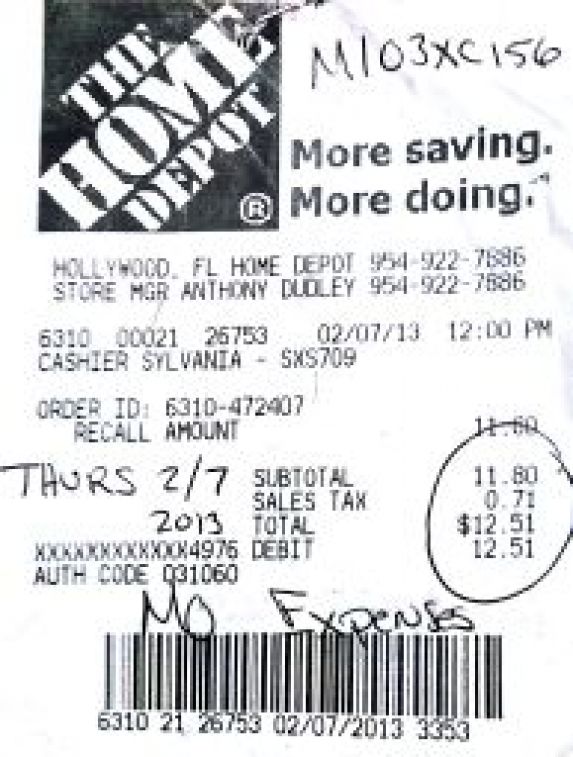 M103XC156
THE
HOME
DEPOT
®
More saving.
More doing.™
HOLLYWOOD, FL HOME DEPOT 954-922-7886
STORE MGR ANTHONY DUDLEY 954-922-7886
6310 00021 26753 02/07/13 12:00 PM
CASHIER SYLVANIA - SXS709
ORDER ID: 6310-472407
RECALL AMOUNT 11.80
THURS 2/7 SUBTOTAL 11.80
SALES TAX 0.71
2013 TOTAL $12.51
XXXXXXXXXXXX4976 DEBIT 12.51
AUTH CODE 031060
MO Expenses
6310 21 26753 02/07/2013 3353